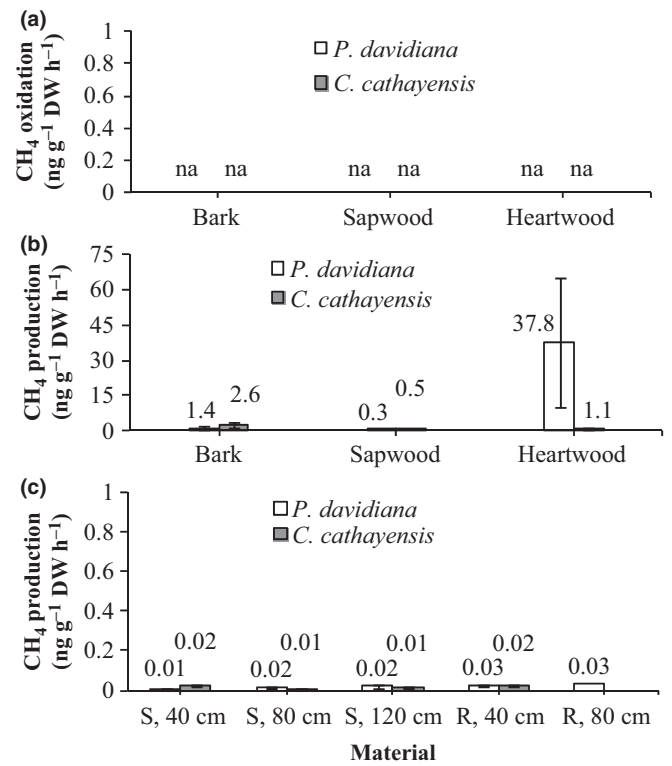 (a)
CH₄ oxidation
(ng g⁻¹ DW h⁻¹)
1
0.8
0.6
0.4
0.2
0
P. davidiana
C. cathayensis
na na na na na na
Bark Sapwood Heartwood
(b)
CH₄ production
(ng g⁻¹ DW h⁻¹)
75
60
45
30
15
0
P. davidiana
C. cathayensis
1.4 2.6 0.3 0.5 37.8 1.1
Bark Sapwood Heartwood
(c)
CH₄ production
(ng g⁻¹ DW h⁻¹)
1
0.8
0.6
0.4
0.2
0
P. davidiana
C. cathayensis
0.01 0.02 0.02 0.01 0.02 0.01 0.03 0.02 0.03
S, 40 cm S, 80 cm S, 120 cm R, 40 cm R, 80 cm
Material